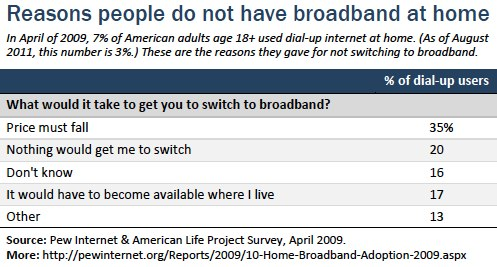 Reasons people do not have broadband at home
In April of 2009, 7% of American adults age 18+ used dial-up internet at home. (As of August
2011, this number is 3%.) These are the reasons they gave for not switching to broadband.
% of dial-up users
What would it take to get you to switch to broadband?
Price must fall 35%
Nothing would get me to switch 20
Don't know 16
It would have to become available where I live 17
Other 13
Source: Pew Internet & American Life Project Survey, April 2009.
More: http://pewinternet.org/Reports/2009/10-Home-Broadband-Adoption-2009.aspx